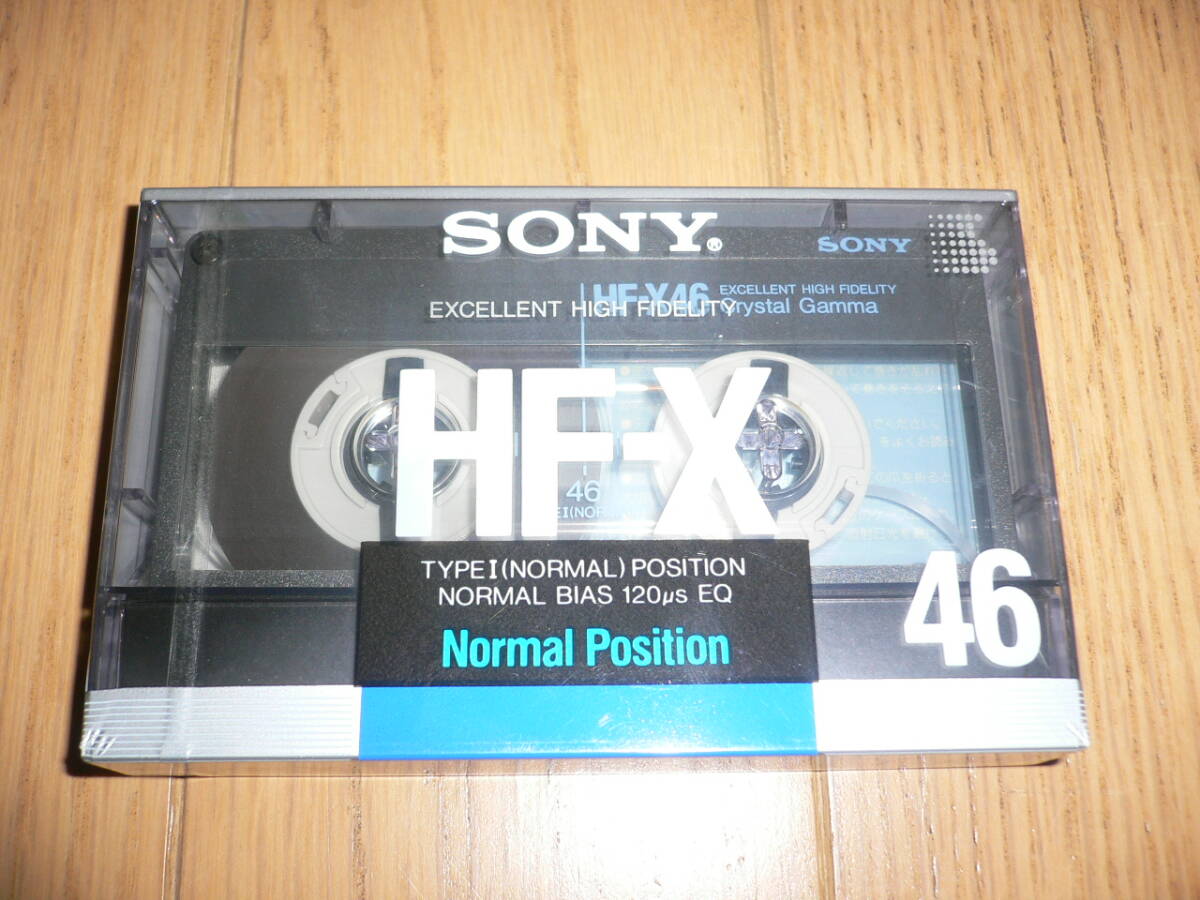 SONY®
SONY
HF-X46 EXCELLENT HIGH FIDELITY
Crystal Gamma
EXCELLENT HIGH FIDELITY
HF-X
46
TYPE I (NORMAL) POSITION
NORMAL BIAS 120μs EQ
Normal Position
46